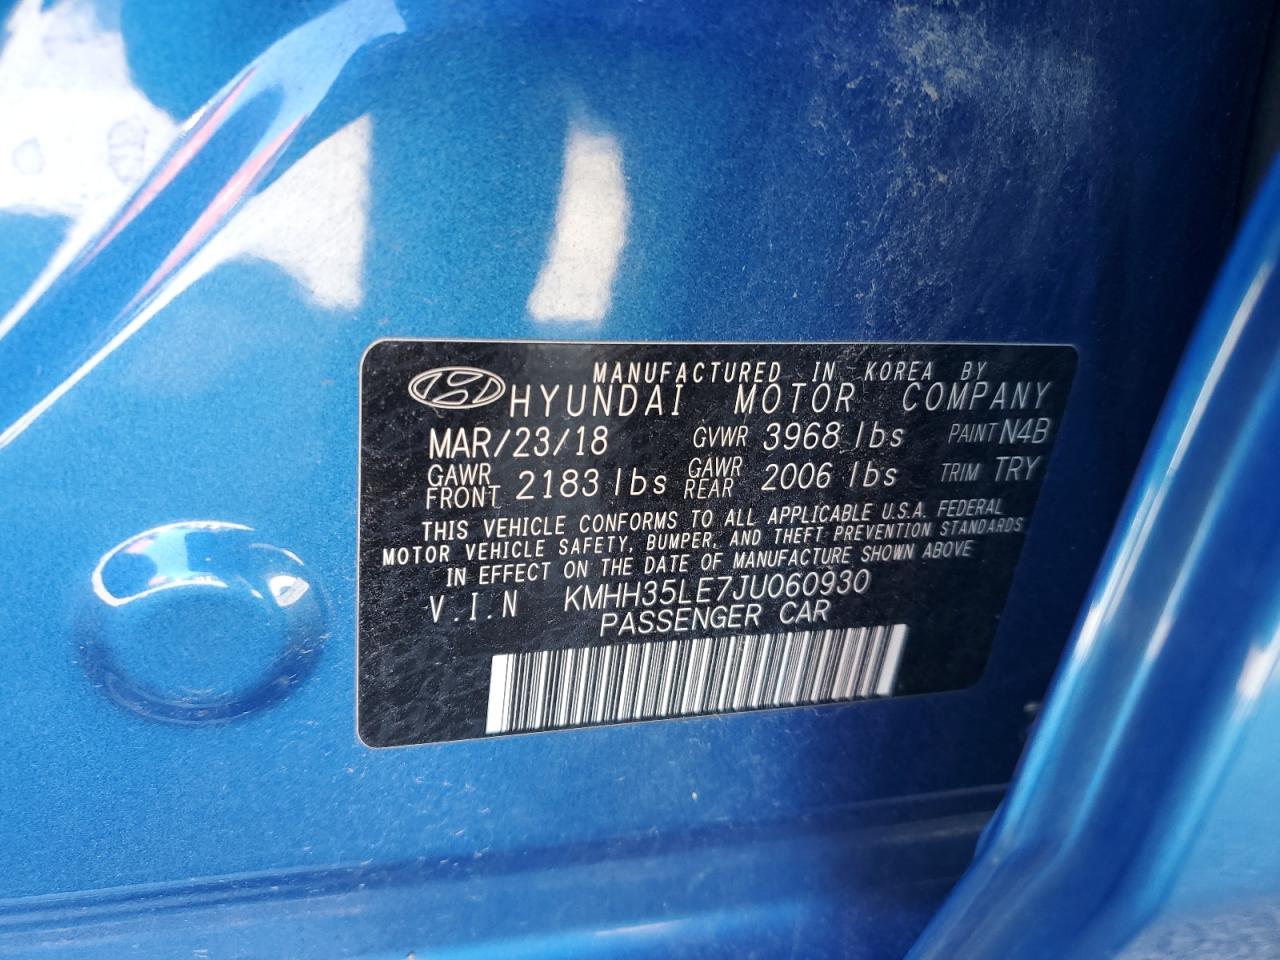 MANUFACTURED IN KOREA BY
HYUNDAI MOTOR COMPANY
MAR/23/18 GVWR 3968 lbs PAINT N4B
GAWR FRONT 2183 lbs GAWR REAR 2006 lbs TRIM TRY
THIS VEHICLE CONFORMS TO ALL APPLICABLE U.S.A. FEDERAL
MOTOR VEHICLE SAFETY, BUMPER, AND THEFT PREVENTION STANDARDS
IN EFFECT ON THE DATE OF MANUFACTURE SHOWN ABOVE
V.I.N KMHH35LE7JU060930
PASSENGER CAR